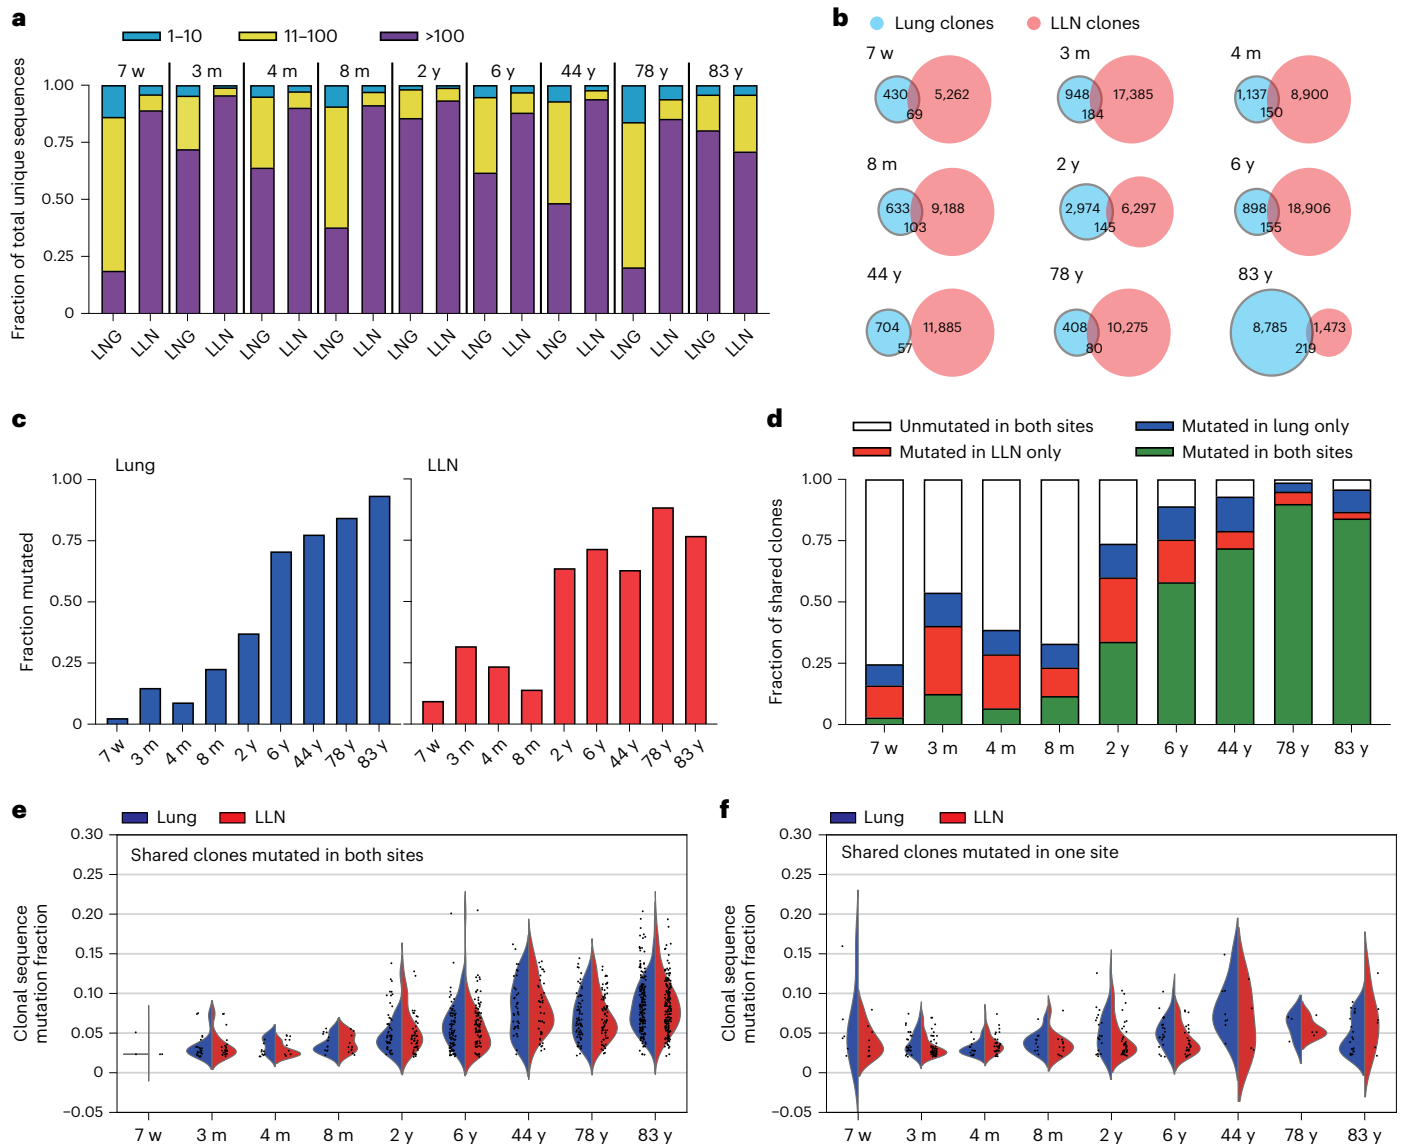 a
1–10 11–100 >100
7 w 3 m 4 m 8 m 2 y 6 y 44 y 78 y 83 y
Fraction of total unique sequences
1.00
0.75
0.50
0.25
0
LNG LLN LNG LLN LNG LLN LNG LLN LNG LLN LNG LLN LNG LLN LNG LLN LNG LLN
b
Lung clones LLN clones
7 w 3 m 4 m
430 69 5,262
948 184 17,385
1,137 150 8,900
8 m 2 y 6 y
633 103 9,188
2,974 145 6,297
898 155 18,906
44 y 78 y 83 y
704 57 11,885
408 80 10,275
8,785 219 1,473
c
Lung LLN
Fraction mutated
1.00
0.75
0.50
0.25
0
7 w 3 m 4 m 8 m 2 y 6 y 44 y 78 y 83 y
7 w 3 m 4 m 8 m 2 y 6 y 44 y 78 y 83 y
d
Unmutated in both sites Mutated in lung only
Mutated in LLN only Mutated in both sites
Fraction of shared clones
1.00
0.75
0.50
0.25
0
7 w 3 m 4 m 8 m 2 y 6 y 44 y 78 y 83 y
e
Lung LLN
Shared clones mutated in both sites
Clonal sequence
mutation fraction
0.30
0.25
0.20
0.15
0.10
0.05
0
–0.05
7 w 3 m 4 m 8 m 2 y 6 y 44 y 78 y 83 y
f
Lung LLN
Shared clones mutated in one site
Clonal sequence
mutation fraction
0.30
0.25
0.20
0.15
0.10
0.05
0
–0.05
7 w 3 m 4 m 8 m 2 y 6 y 44 y 78 y 83 y